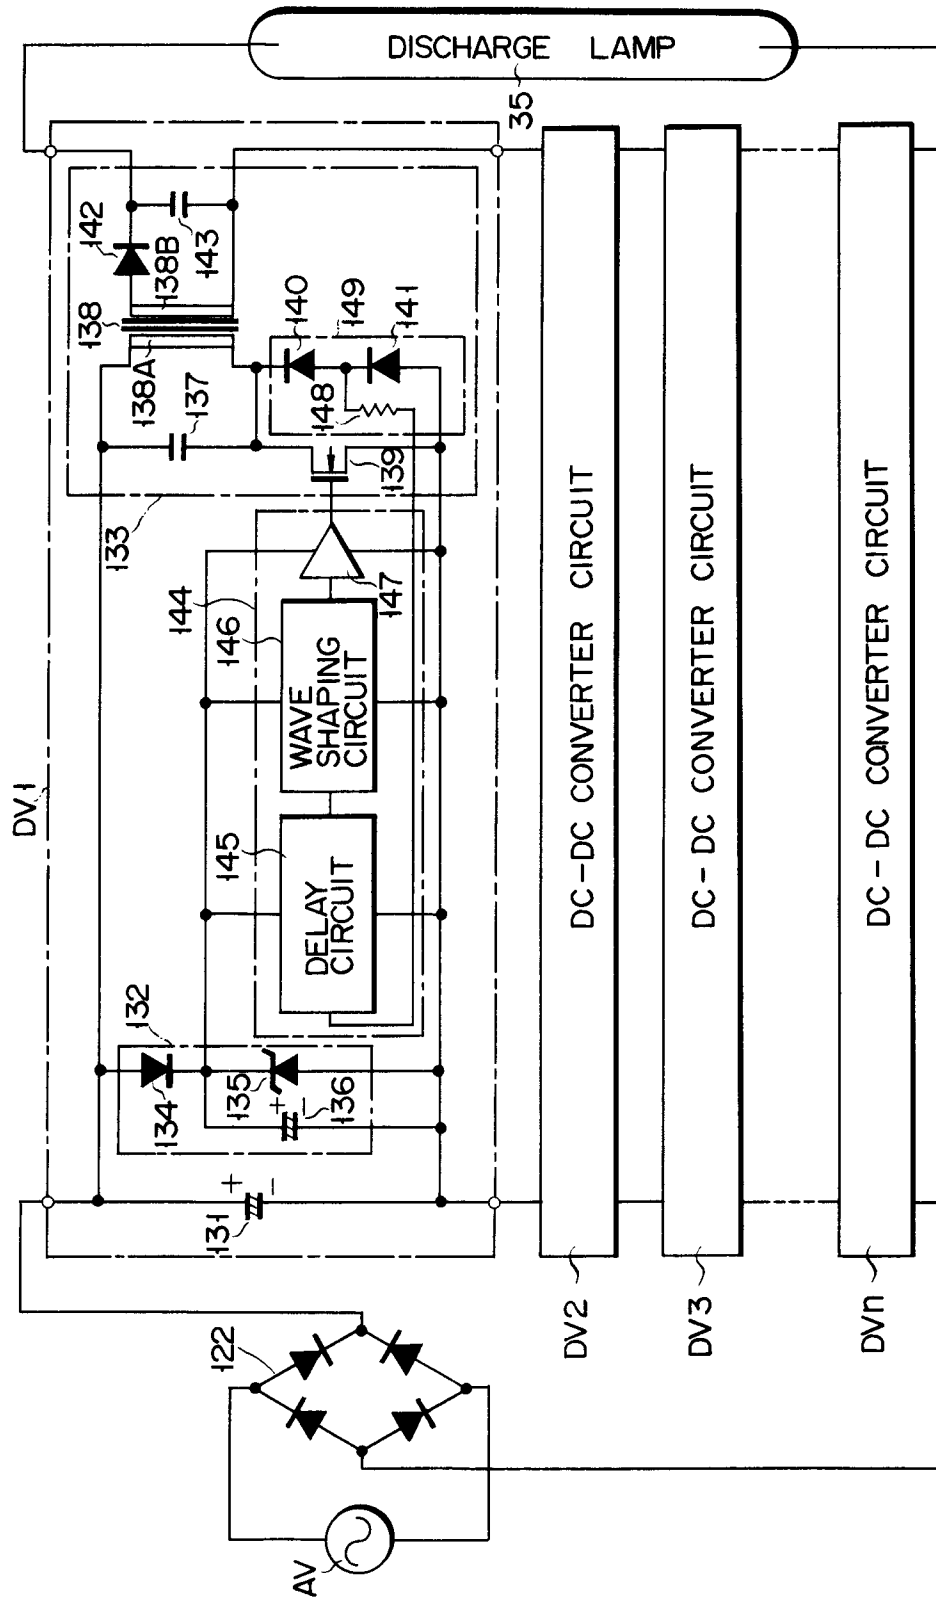 DISCHARGE LAMP
35
DV1
133
138
138A
138B
142
143
137
140
149
141
148
139
144
146
147
WAVE
SHAPING
CIRCUIT
145
DELAY
CIRCUIT
132
134
135
+
-
136
+
-
131
122
AV
DC-DC CONVERTER CIRCUIT
DV2
DC-DC CONVERTER CIRCUIT
DV3
DC-DC CONVERTER CIRCUIT
DVn